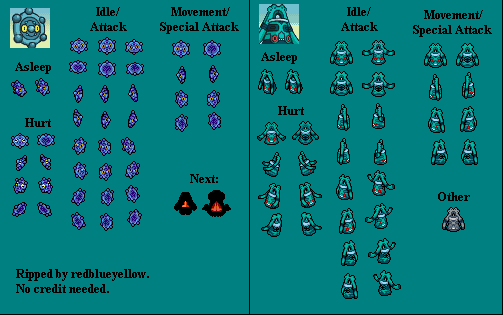 Idle/
Attack
Movement/
Special Attack
Asleep
Hurt
Next:
Ripped by redblueyellow.
No credit needed.
Idle/
Attack
Movement/
Special Attack
Asleep
Hurt
Other